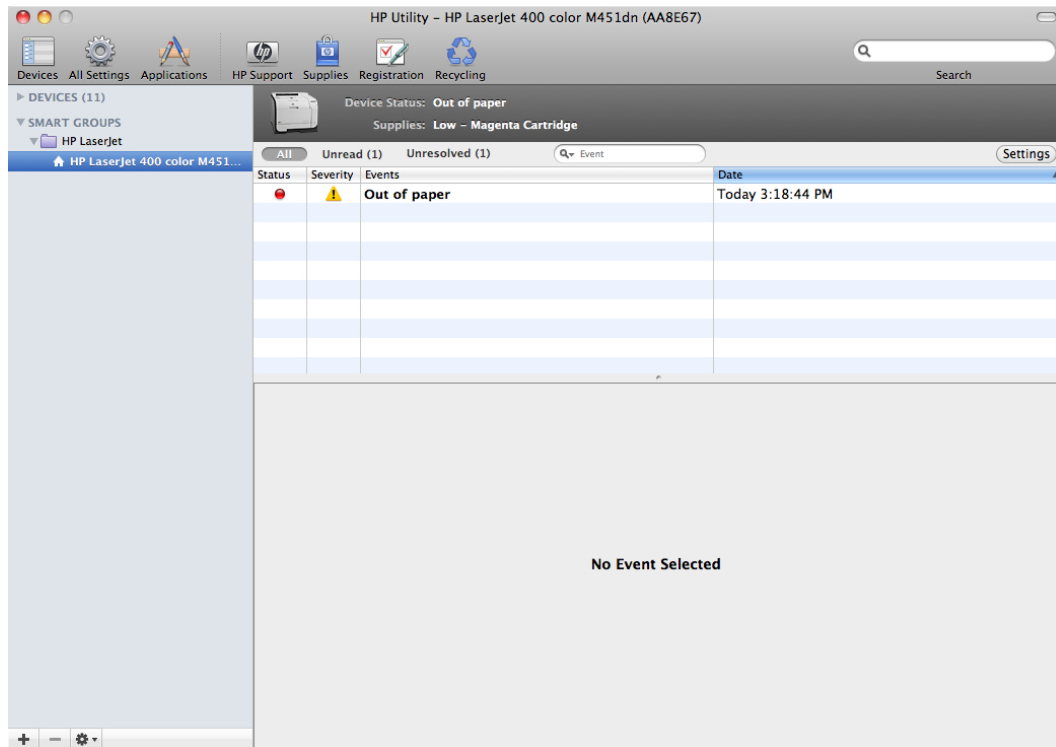 HP Utility – HP LaserJet 400 color M451dn (AA8E67)
Devices All Settings Applications HP Support Supplies Registration Recycling Search
DEVICES (11)
SMART GROUPS
HP LaserJet
HP LaserJet 400 color M451...
Device Status: Out of paper
Supplies: Low – Magenta Cartridge
All Unread (1) Unresolved (1) Event Settings
Status Severity Events Date
Out of paper Today 3:18:44 PM
No Event Selected